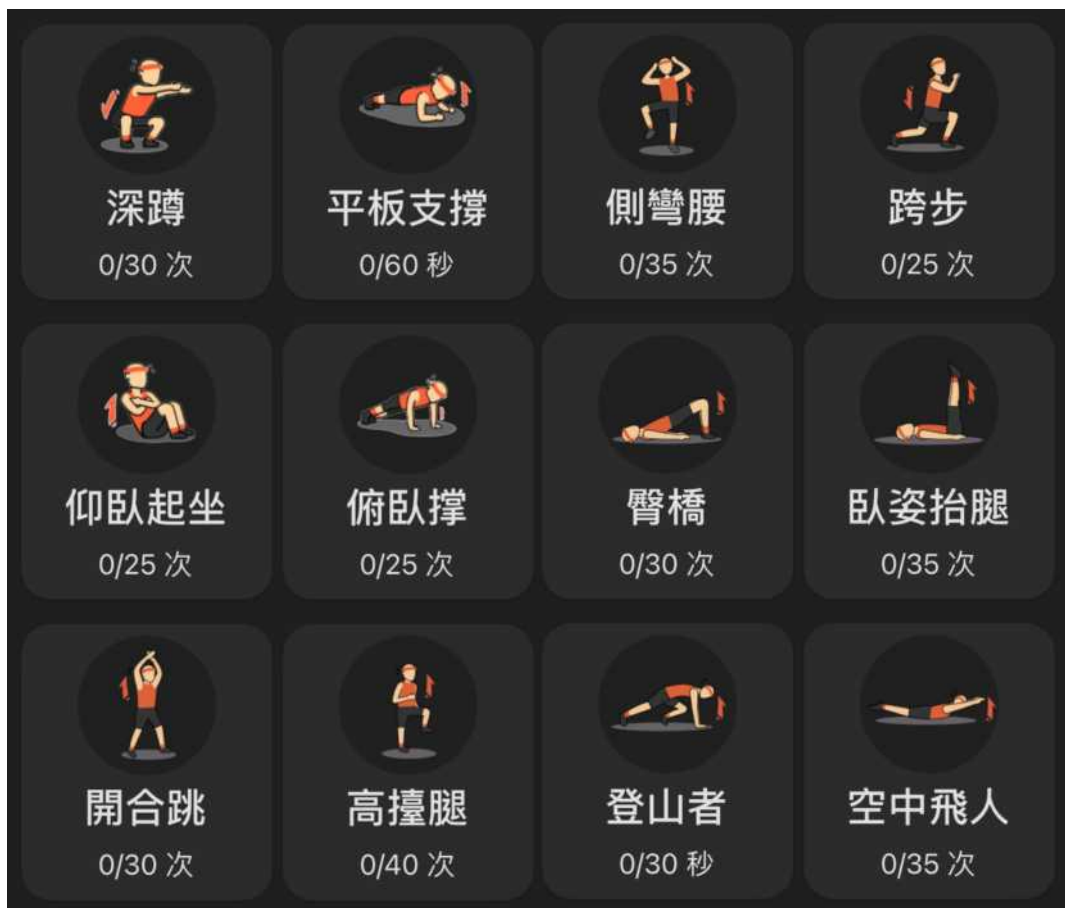 深蹲
0/30 次
平板支撐
0/60 秒
側彎腰
0/35 次
跨步
0/25 次
仰臥起坐
0/25 次
俯臥撑
0/25 次
臀橋
0/30 次
臥姿抬腿
0/35 次
開合跳
0/30 次
高擡腿
0/40 次
登山者
0/30 秒
空中飛人
0/35 次